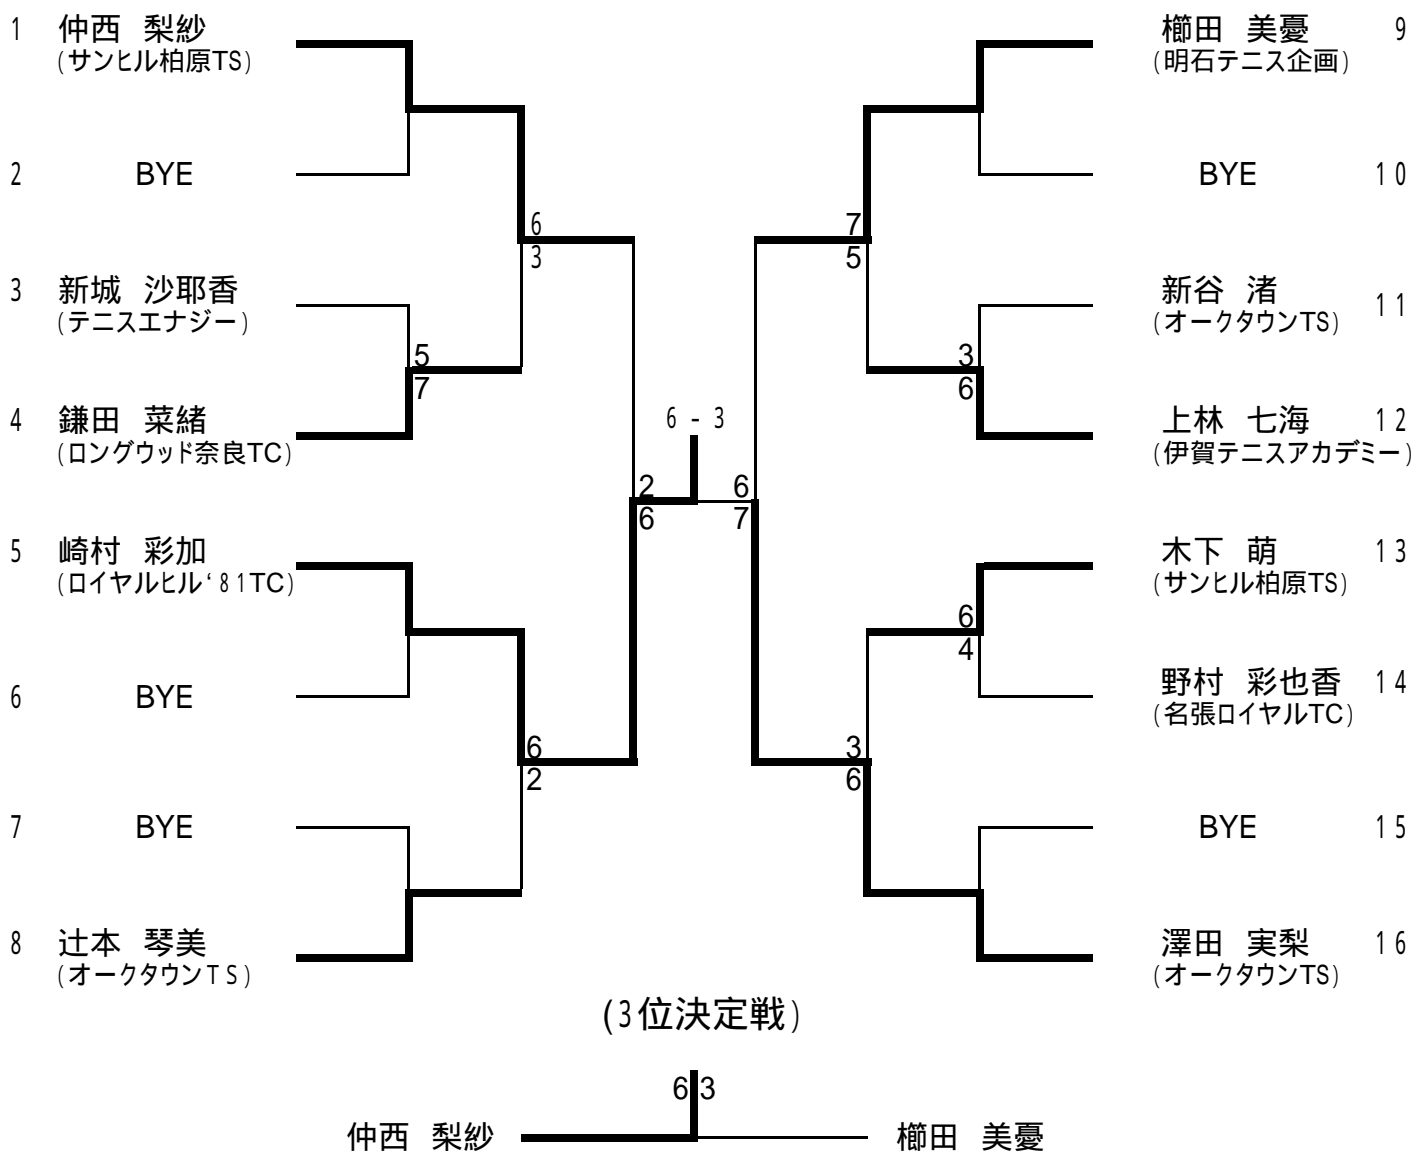 1 仲西 梨紗
(サンヒル柏原TS)
2 BYE
3 新城 沙耶香
(テニスエナジー)
4 鎌田 菜緒
(ロングウッド奈良TC)
5 崎村 彩加
(ロイヤルヒル‘81TC)
6 BYE
7 BYE
8 辻本 琴美
(オークタウンTS)
6
3
5
7
6
2
2
6
6 - 3
6
7
7
5
3
6
6
4
3
6
櫛田 美憂 9
(明石テニス企画)
BYE 10
新谷 渚 11
(オークタウンTS)
上林 七海 12
(伊賀テニスアカデミー)
木下 萌 13
(サンヒル柏原TS)
野村 彩也香 14
(名張ロイヤルTC)
BYE 15
澤田 実梨 16
(オークタウンTS)
(3位決定戦)
6 3
仲西 梨紗 櫛田 美憂